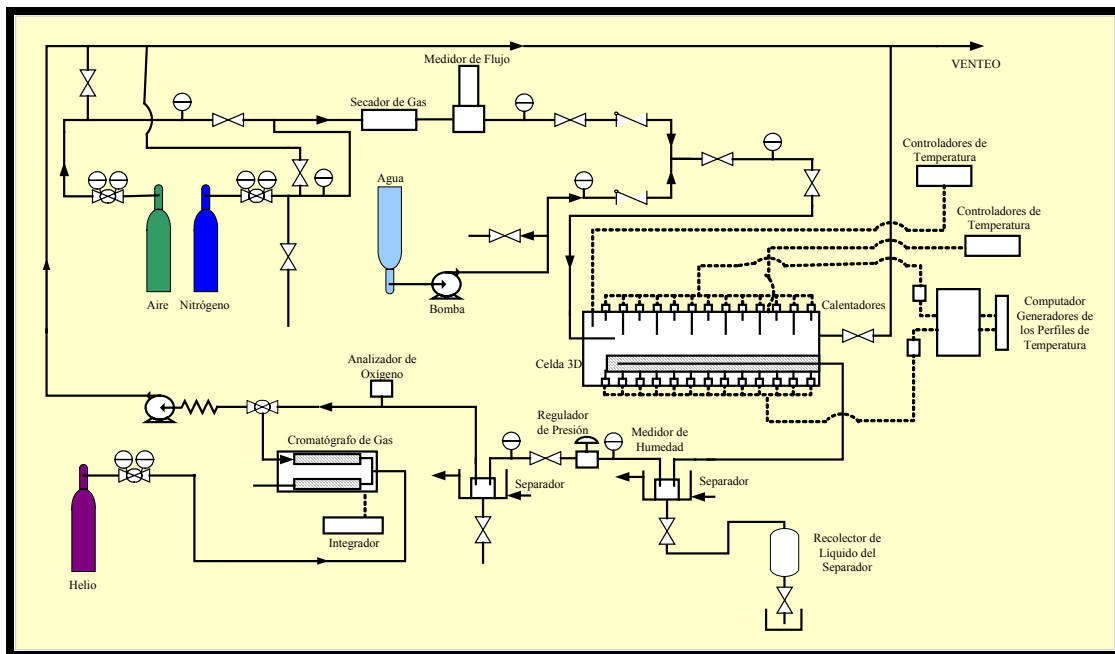 VENTEO
Medidor de Flujo
Secador de Gas
Controladores de
Temperatura
Agua
Controladores de
Temperatura
Aire
Nitrógeno
Bomba
Calentadores
Computador
Generadores de
los Perfiles de
Temperatura
Celda 3D
Analizador de
Oxígeno
Regulador
de Presión
Medidor de
Humedad
Cromatógrafo de Gas
Separador
Separador
Integrador
Recolector de
Líquido del
Separador
Helio